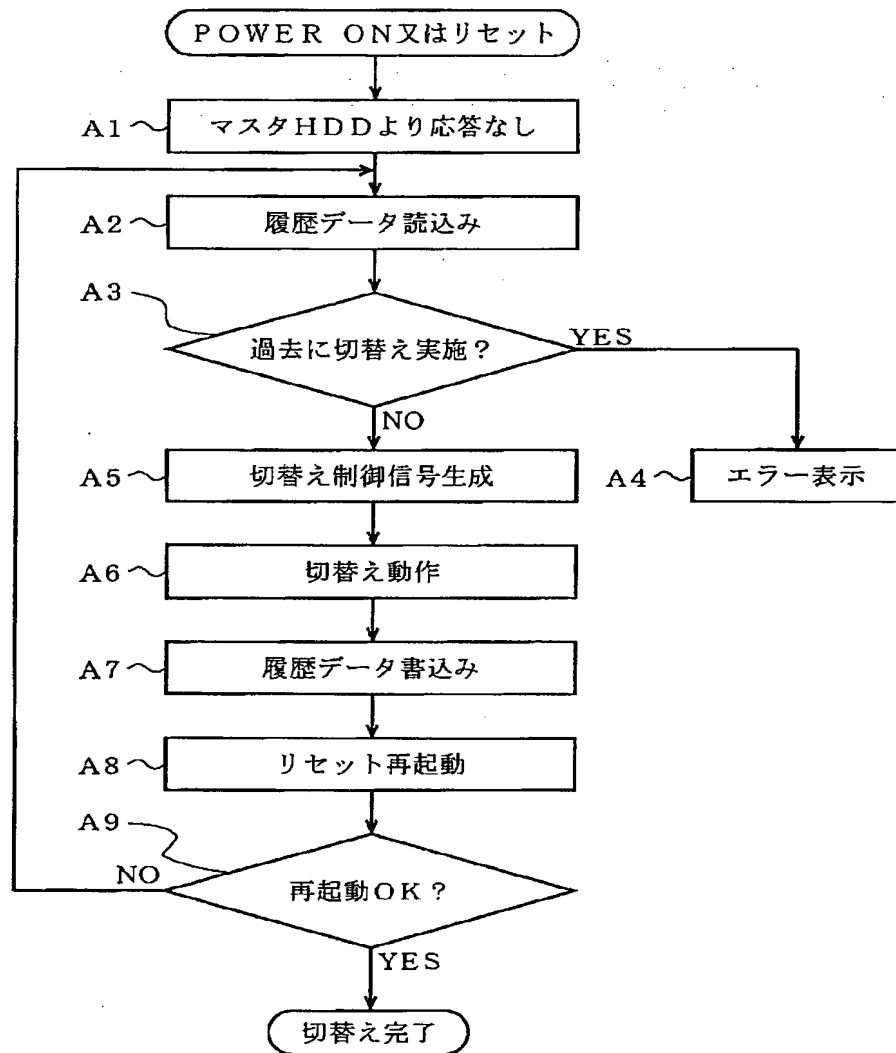 POWER ON又はリセット
A1
マスタHDDより応答なし
A2
履歴データ読込み
A3
過去に切替え実施？
YES
NO
A5
切替え制御信号生成
A4
エラー表示
A6
切替え動作
A7
履歴データ書込み
A8
リセット再起動
A9
NO
再起動OK？
YES
切替え完了